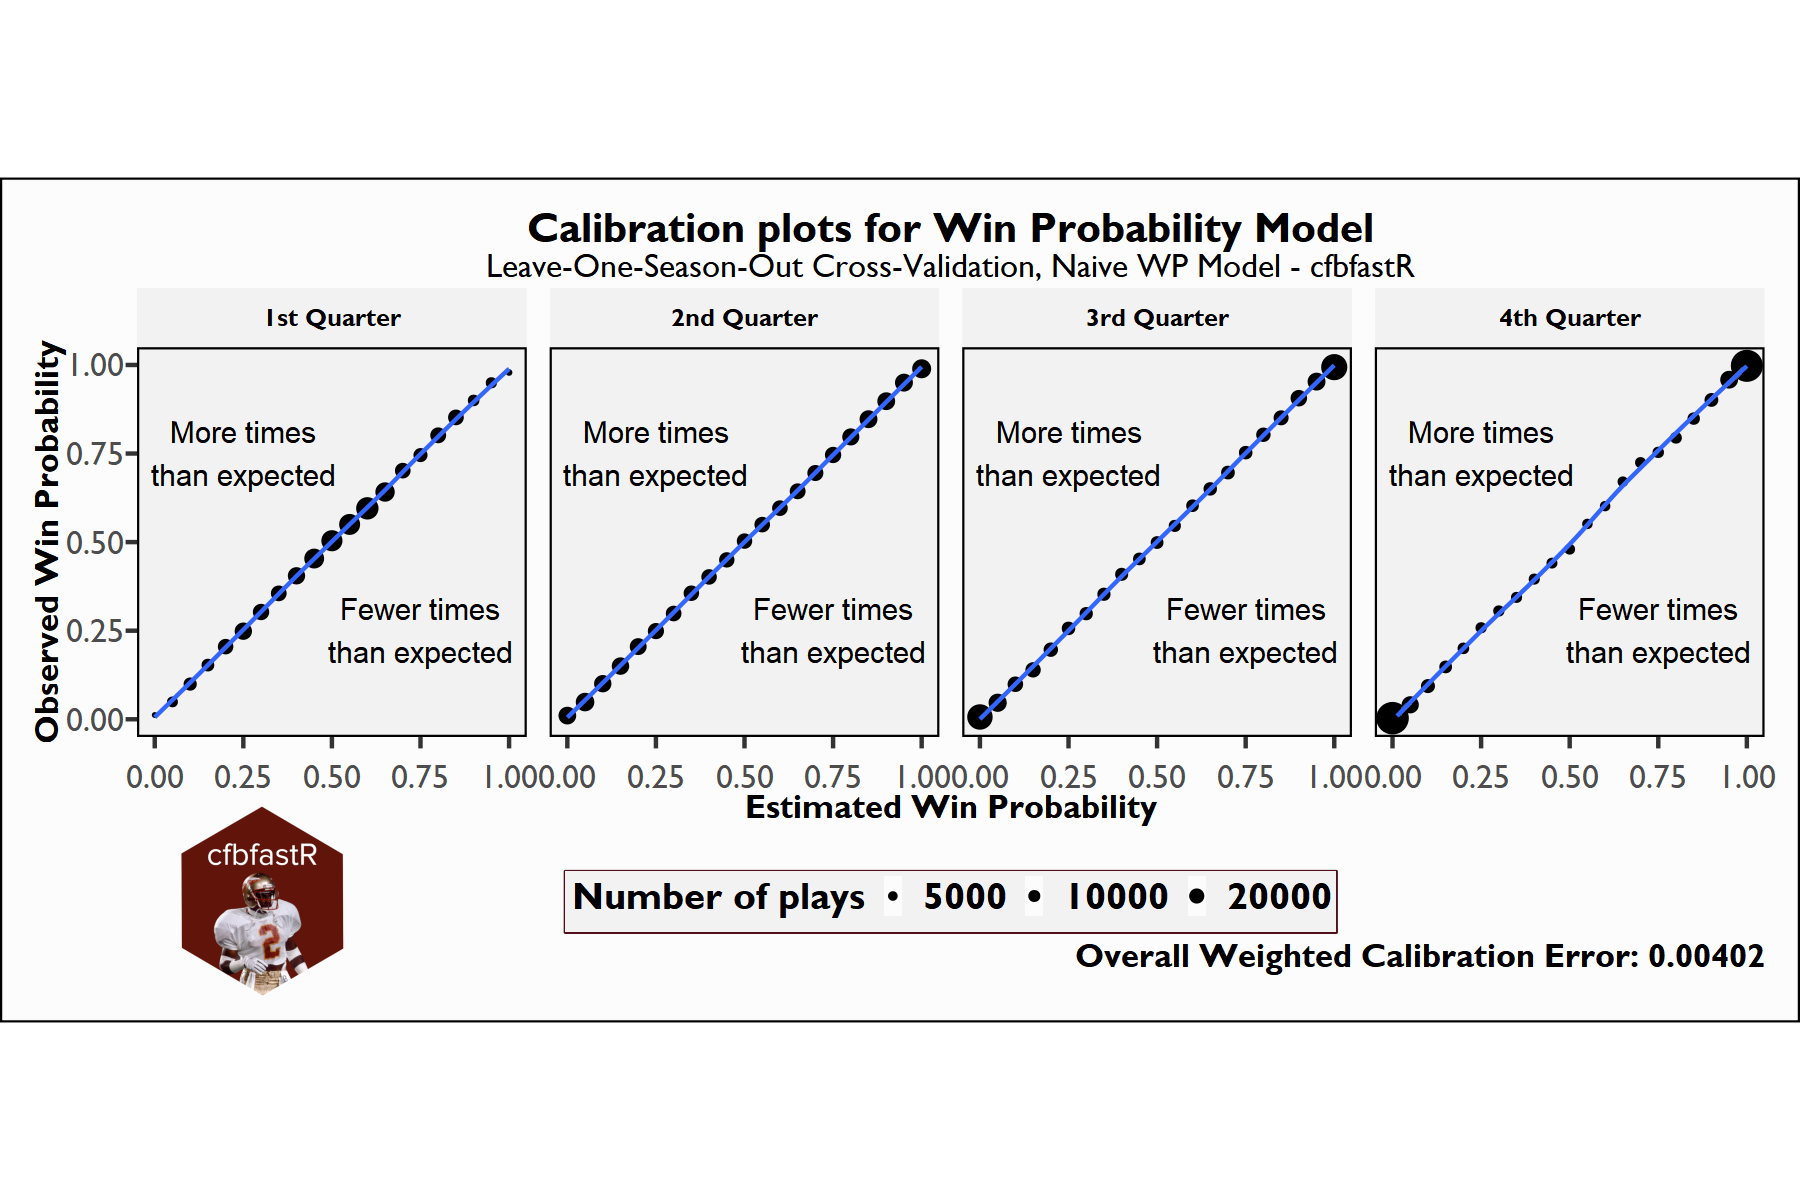 Calibration plots for Win Probability Model
Leave-One-Season-Out Cross-Validation, Naive WP Model - cfbfastR
1st Quarter
2nd Quarter
3rd Quarter
4th Quarter
Observed Win Probability
1.00
0.75
0.50
0.25
0.00
More times
than expected
Fewer times
than expected
More times
than expected
Fewer times
than expected
More times
than expected
Fewer times
than expected
More times
than expected
Fewer times
than expected
0.00 0.25 0.50 0.75 1.00
0.00 0.25 0.50 0.75 1.00
0.00 0.25 0.50 0.75 1.00
0.00 0.25 0.50 0.75 1.00
Estimated Win Probability
cfbfastR
2
Number of plays 5000 10000 20000
Overall Weighted Calibration Error: 0.00402